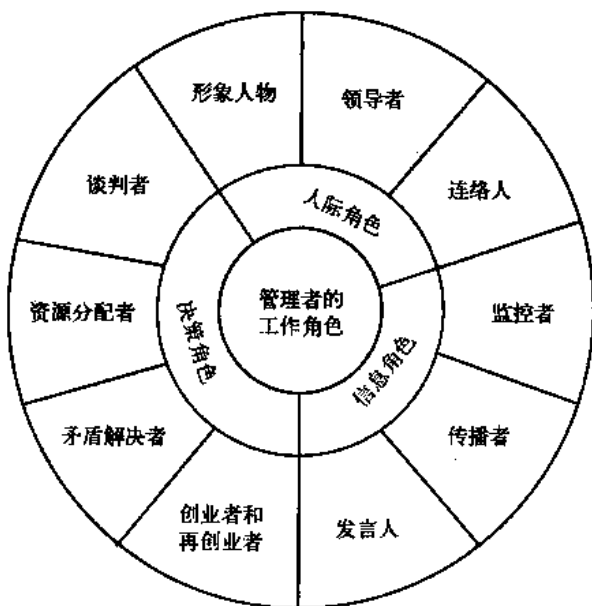 形象人物
领导者
谈判者
连络人
人际角色
资源分配者
决策角色
管理者的
工作角色
监控者
信息角色
矛盾解决者
传播者
创业者和
再创业者
发言人